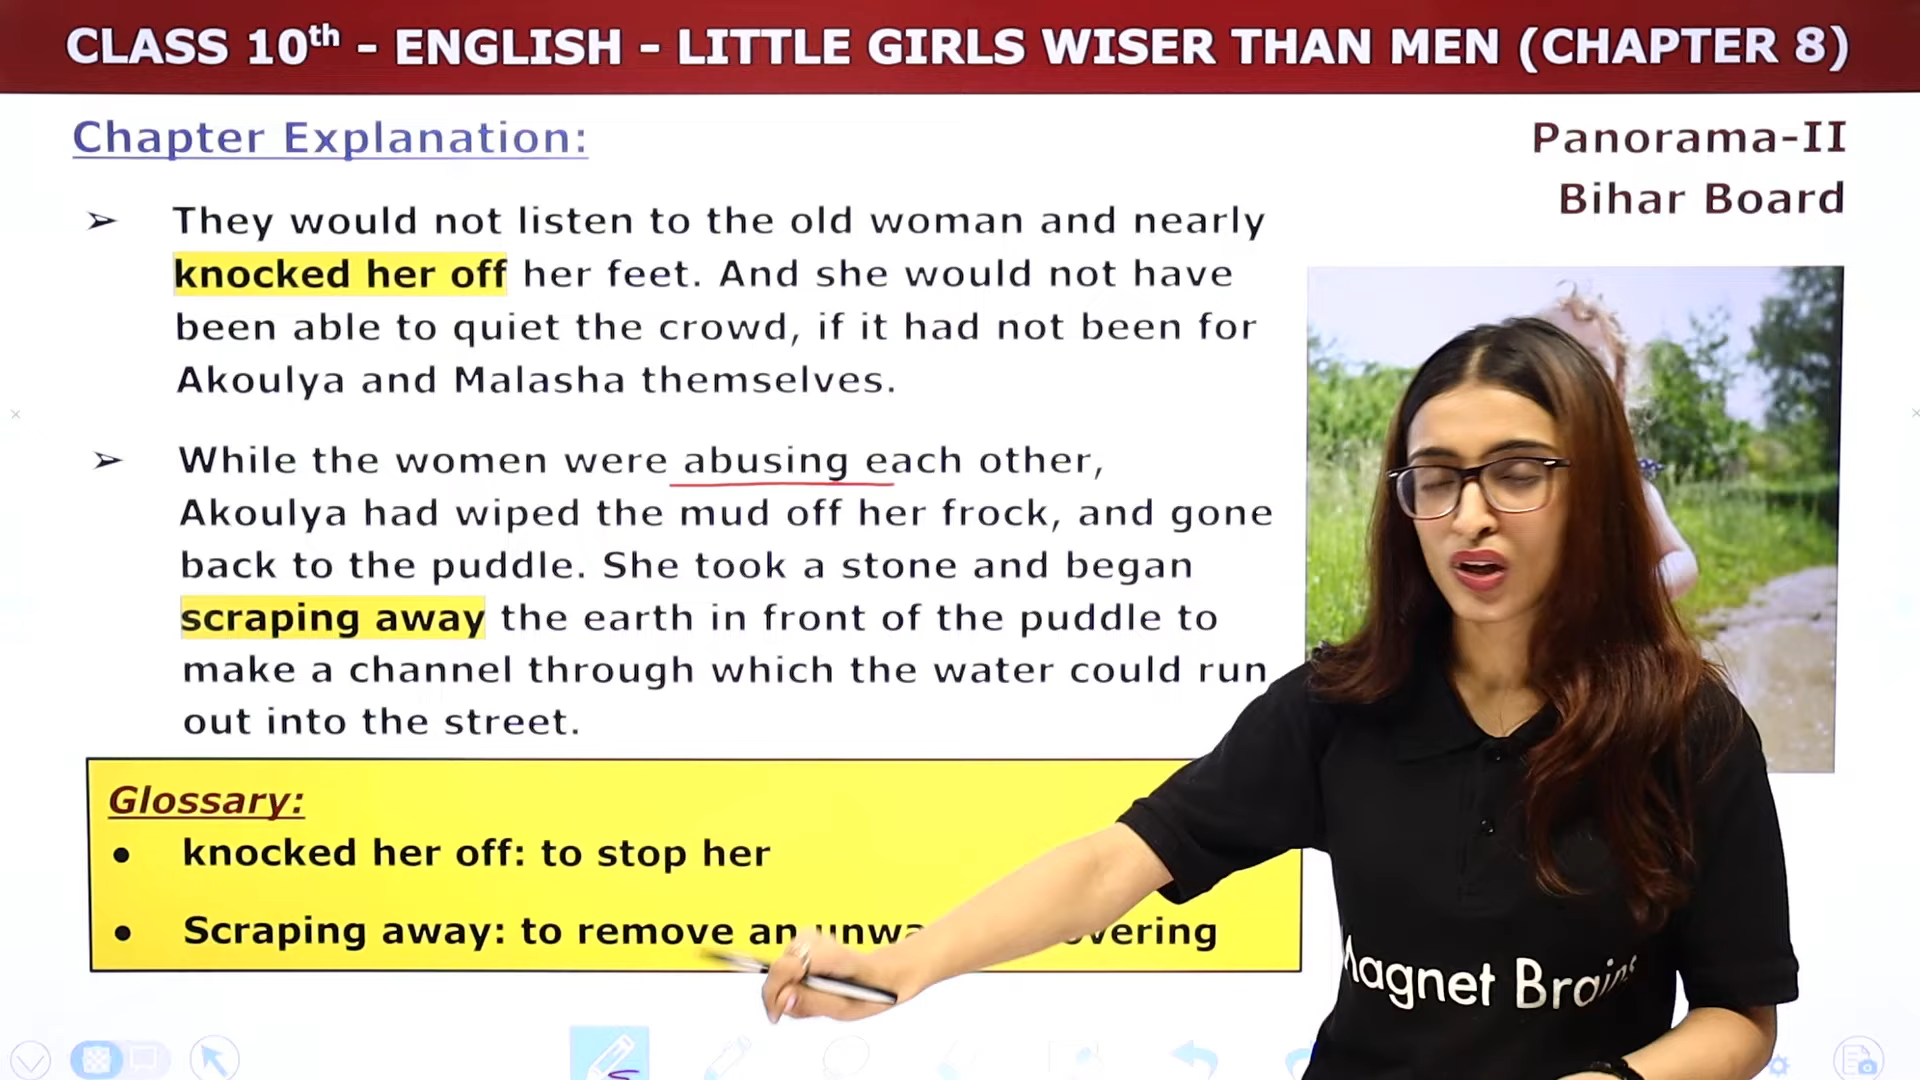 CLASS 10th - ENGLISH - LITTLE GIRLS WISER THAN MEN (CHAPTER 8)
Chapter Explanation:
Panorama-II
Bihar Board
➢ They would not listen to the old woman and nearly
knocked her off her feet. And she would not have
been able to quiet the crowd, if it had not been for
Akoulya and Malasha themselves.
➢ While the women were abusing each other,
Akoulya had wiped the mud off her frock, and gone
back to the puddle. She took a stone and began
scraping away the earth in front of the puddle to
make a channel through which the water could run
out into the street.
Glossary:
• knocked her off: to stop her
• Scraping away: to remove an
Magnet Brains